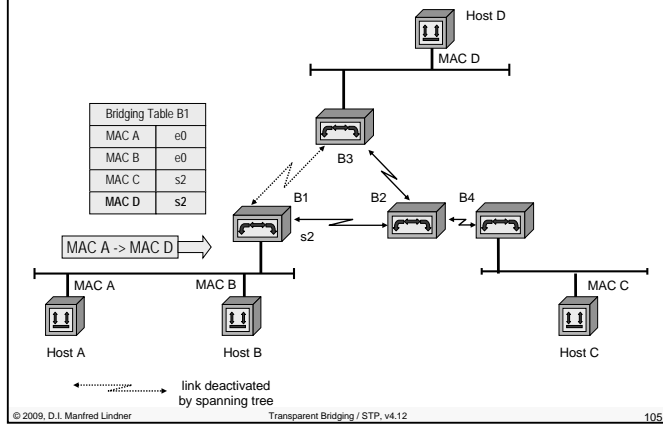 Host D
MAC D
Bridging Table B1
MAC A e0
MAC B e0
MAC C s2
MAC D s2
B3
B1
B2
B4
s2
MAC A -> MAC D
MAC A
MAC B
MAC C
Host A
Host B
Host C
link deactivated
by spanning tree
© 2009, D.I. Manfred Lindner
Transparent Bridging / STP, v4.12
105